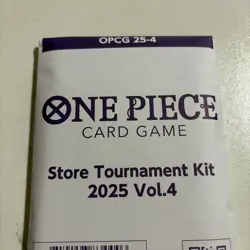 OPCG 25-4
ONE PIECE
CARD GAME
Store Tournament Kit
2025 Vol.4